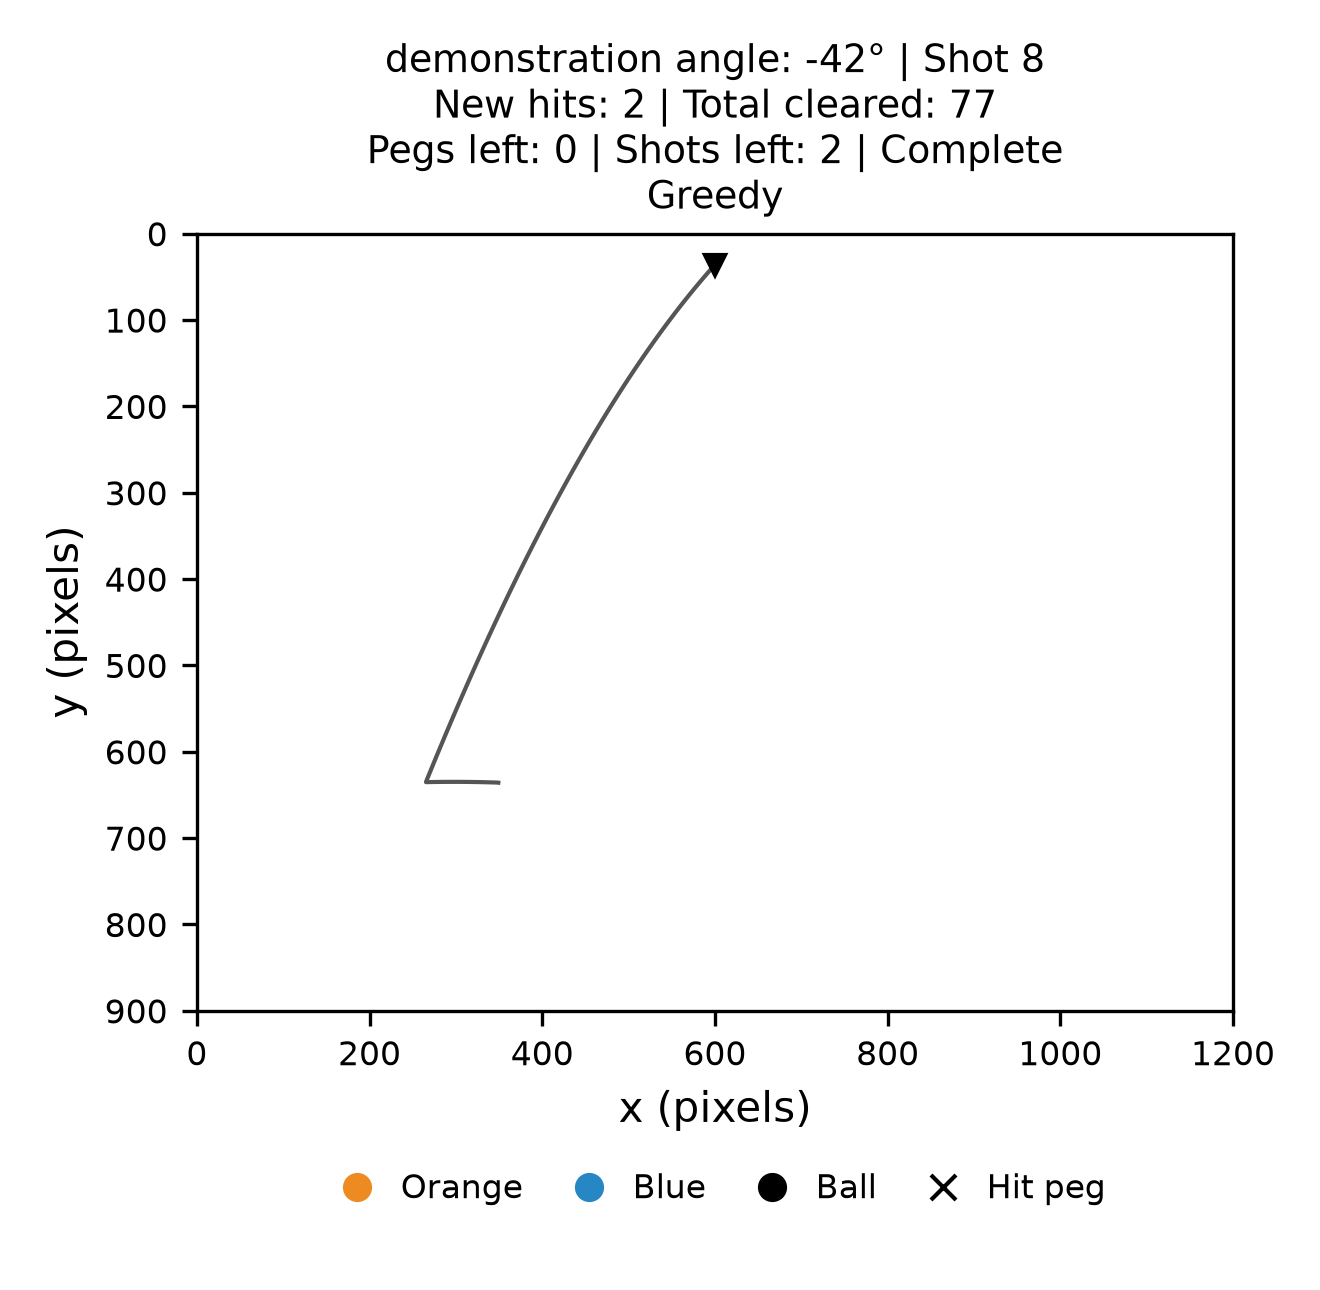 demonstration angle: -42° | Shot 8
New hits: 2 | Total cleared: 77
Pegs left: 0 | Shots left: 2 | Complete
Greedy
0
100
200
300
400
500
600
700
800
900
y (pixels)
0 200 400 600 800 1000 1200
x (pixels)
Orange Blue Ball Hit peg